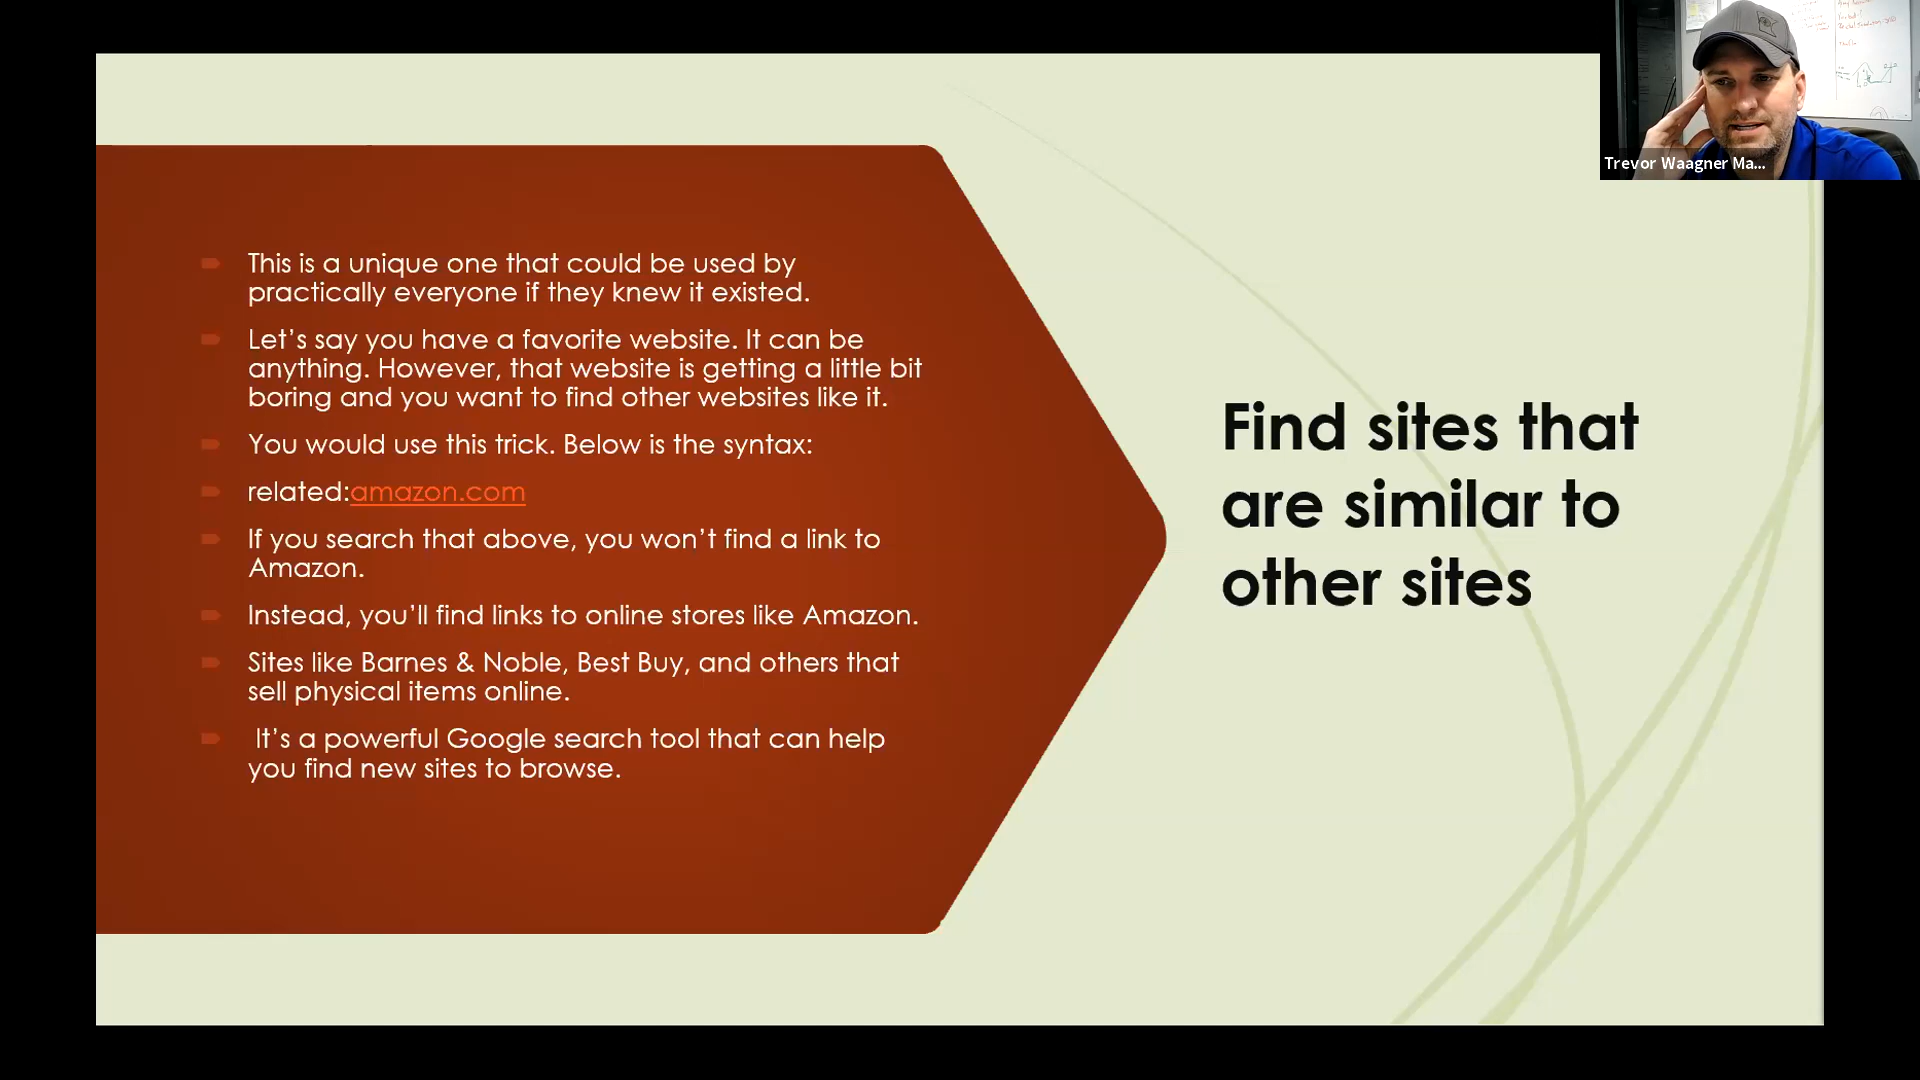 This is a unique one that could be used by
practically everyone if they knew it existed.
Let’s say you have a favorite website. It can be
anything. However, that website is getting a little bit
boring and you want to find other websites like it.
You would use this trick. Below is the syntax:
related:amazon.com
If you search that above, you won’t find a link to
Amazon.
Instead, you’ll find links to online stores like Amazon.
Sites like Barnes & Noble, Best Buy, and others that
sell physical items online.
It’s a powerful Google search tool that can help
you find new sites to browse.
Find sites that
are similar to
other sites
Trevor Waagner Ma...